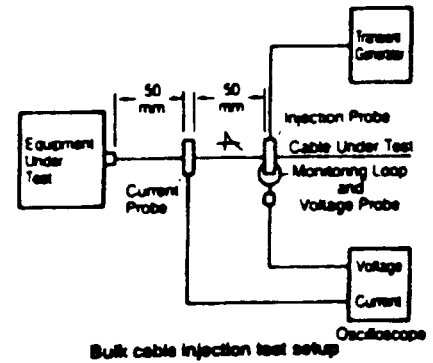 Transient
Generator
50
mm
50
mm
Injection Probe
Equipment
Under
Test
Cable Under Test
Current
Probe
Monitoring Loop
and
Voltage Probe
Voltage
Current
Oscilloscope
Bulk cable injection test setup